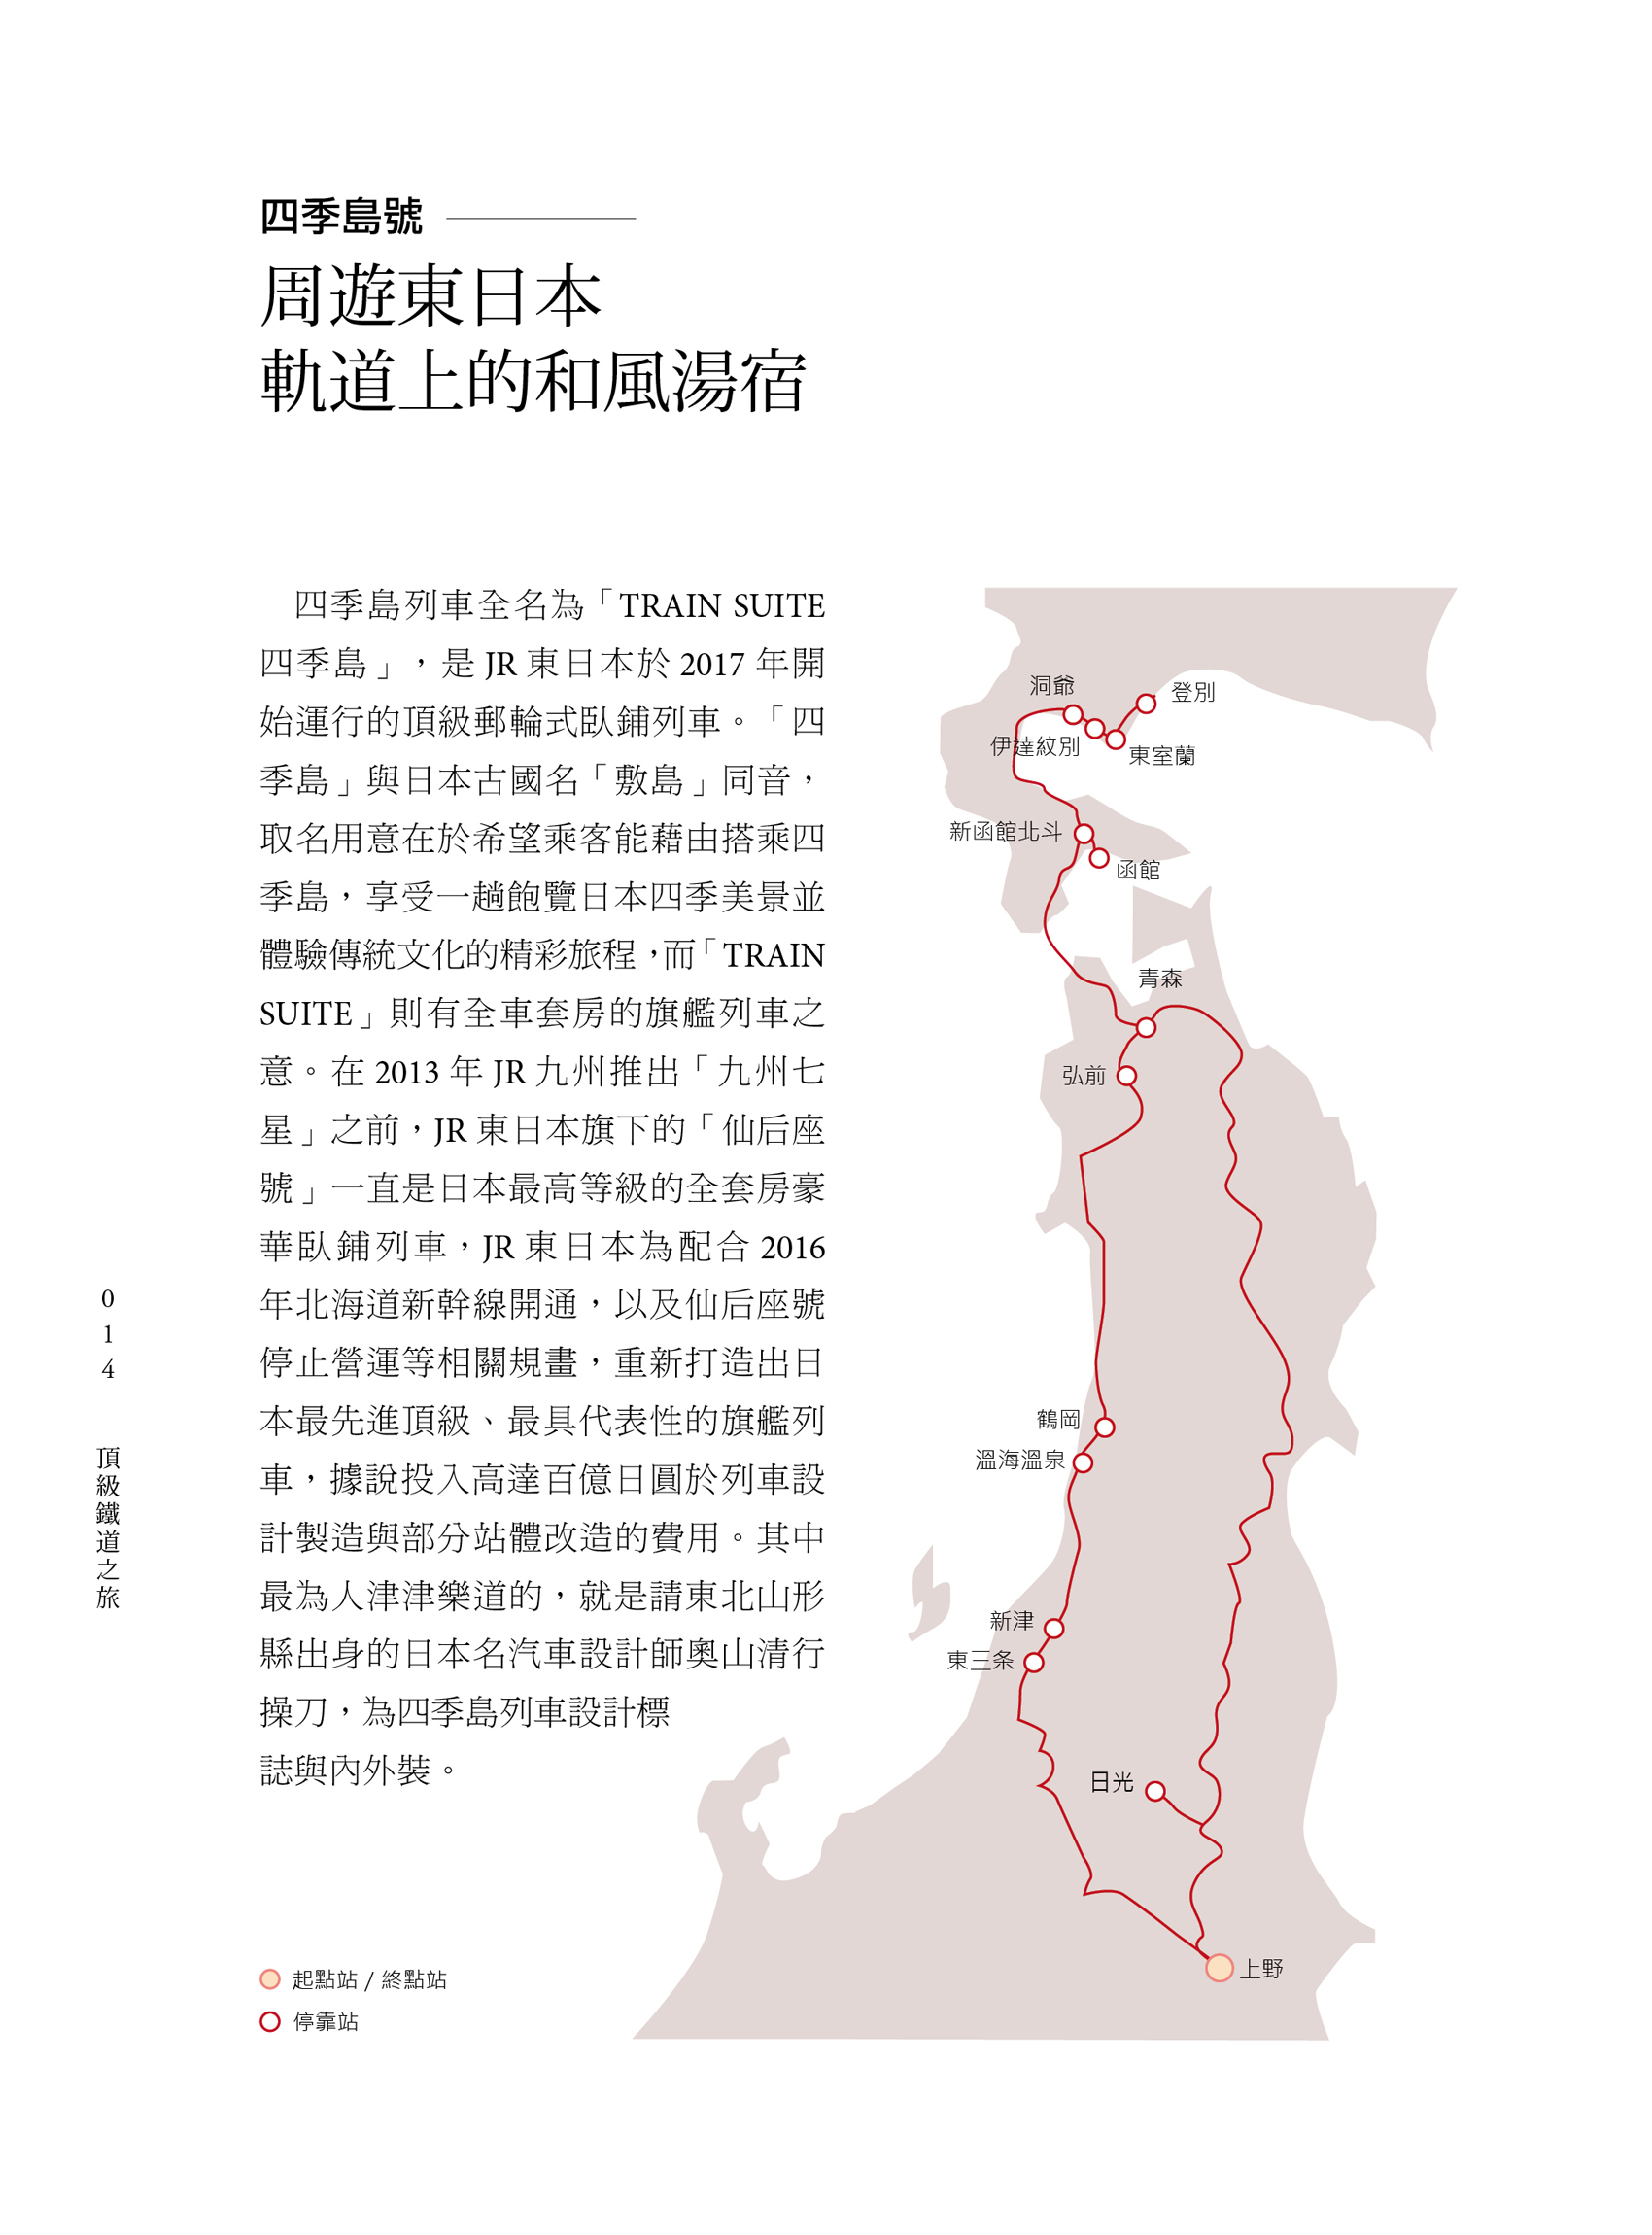 四季島號
周遊東日本
軌道上的和風湯宿
四季島列車全名為「TRAIN SUITE
四季島」，是 JR 東日本於 2017 年開
始運行的頂級郵輪式臥鋪列車。「四
季島」與日本古國名「敷島」同音，
取名用意在於希望乘客能藉由搭乘四
季島，享受一趟飽覽日本四季美景並
體驗傳統文化的精彩旅程，而「TRAIN
SUITE」則有全車套房的旗艦列車之
意。在 2013 年 JR 九州推出「九州七
星」之前，JR 東日本旗下的「仙后座
號」一直是日本最高等級的全套房豪
華臥鋪列車，JR 東日本為配合 2016
年北海道新幹線開通，以及仙后座號
停止營運等相關規畫，重新打造出日
本最先進頂級、最具代表性的旗艦列
車，據說投入高達百億日圓於列車設
計製造與部分站體改造的費用。其中
最為人津津樂道的，就是請東北山形
縣出身的日本名汽車設計師奧山清行
操刀，為四季島列車設計標
誌與內外裝。
洞爺
登別
伊達紋別
東室蘭
新函館北斗
函館
青森
弘前
鶴岡
溫海溫泉
新津
東三条
日光
上野
起點站 / 終點站
停靠站
014
頂級鐵道之旅